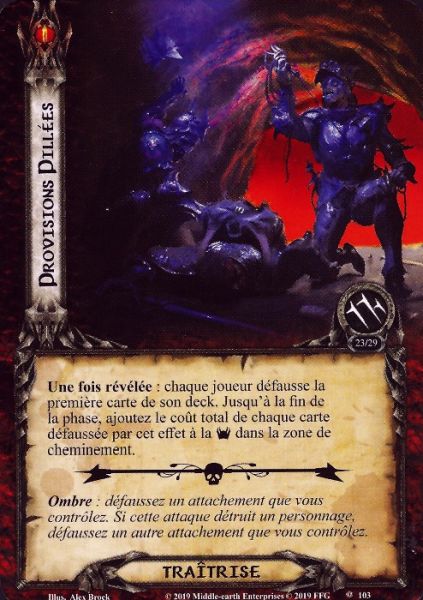 PROVISIONS PILLÉES
23/29
Une fois révélée : chaque joueur défausse la
première carte de son deck. Jusqu'à la fin de
la phase, ajoutez le coût total de chaque carte
défaussée par cet effet à la dans la zone de
cheminement.
Ombre : défaussez un attachement que vous
contrôlez. Si cette attaque détruit un personnage,
défaussez un autre attachement que vous contrôlez.
TRAÎTRISE
Illus. Alex Brock © 2019 Middle-earth Enterprises © 2019 FFG 103